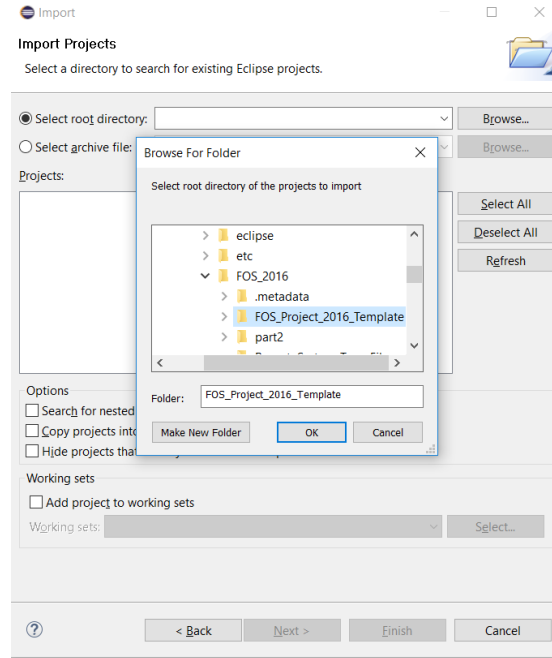 Import
Import Projects
Select a directory to search for existing Eclipse projects.
Select root directory:
Browse...
Select archive file:
Browse...
Projects:
Select All
Deselect All
Refresh
Browse For Folder
Select root directory of the projects to import
eclipse
etc
FOS_2016
.metadata
FOS_Project_2016_Template
part2
Folder:
FOS_Project_2016_Template
Make New Folder
OK
Cancel
Options
Search for nested
Copy projects into
Hide projects that
Working sets
Add project to working sets
Working sets:
Select...
< Back
Next >
Finish
Cancel